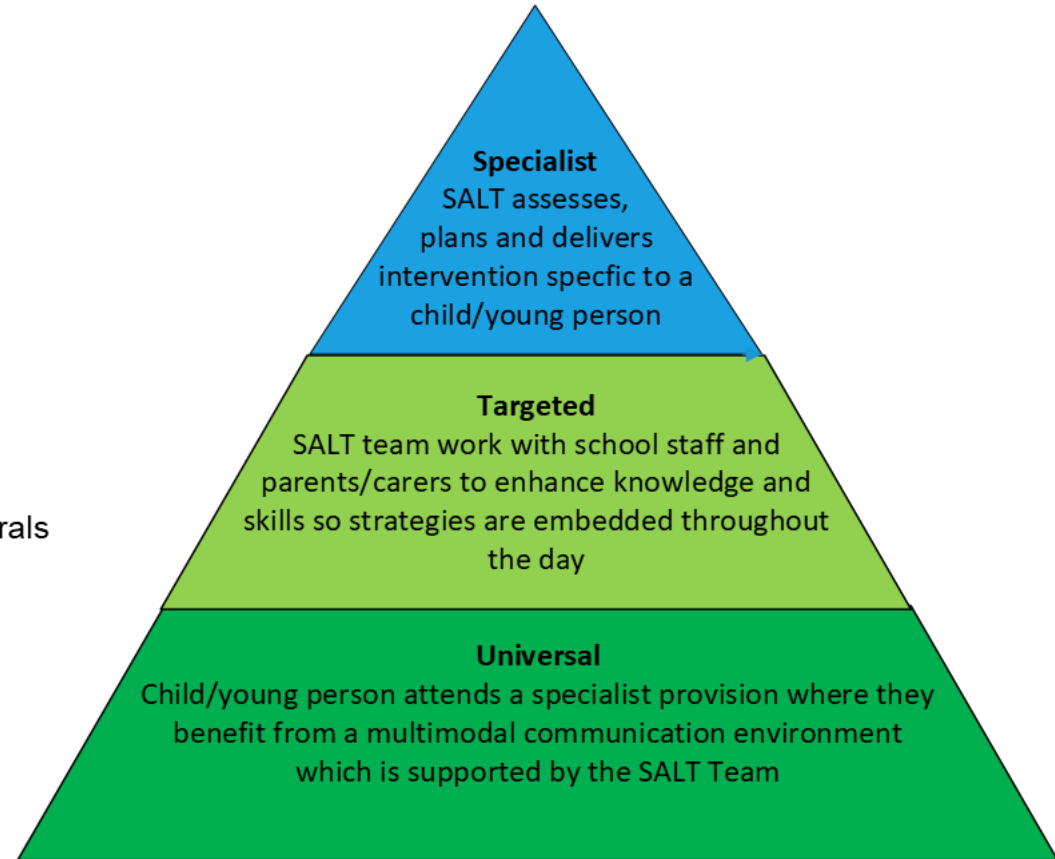 Specialist
SALT assesses,
plans and delivers
intervention specfic to a
child/young person
Targeted
SALT team work with school staff and
parents/carers to enhance knowledge and
skills so strategies are embedded throughout
the day
rals
Universal
Child/young person attends a specialist provision where they
benefit from a multimodal communication environment
which is supported by the SALT Team